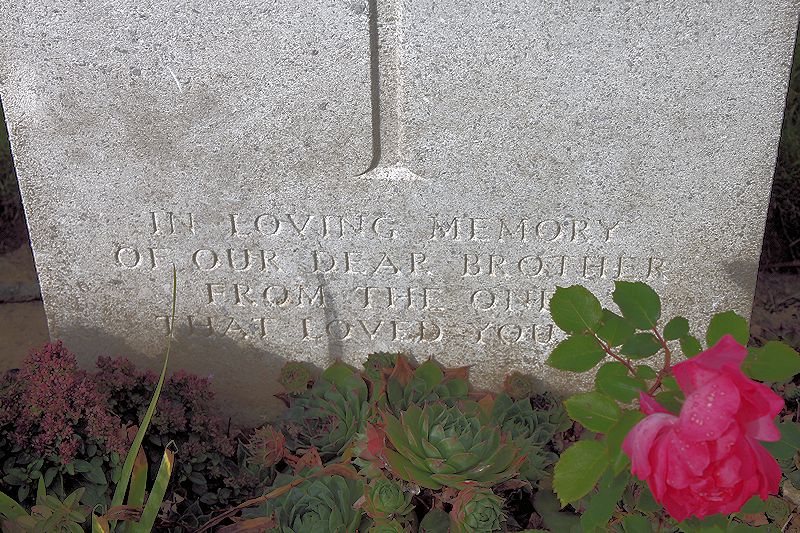 IN LOVING MEMORY
OF OUR DEAR BROTHER
FROM THE
THAT LOVED YOU